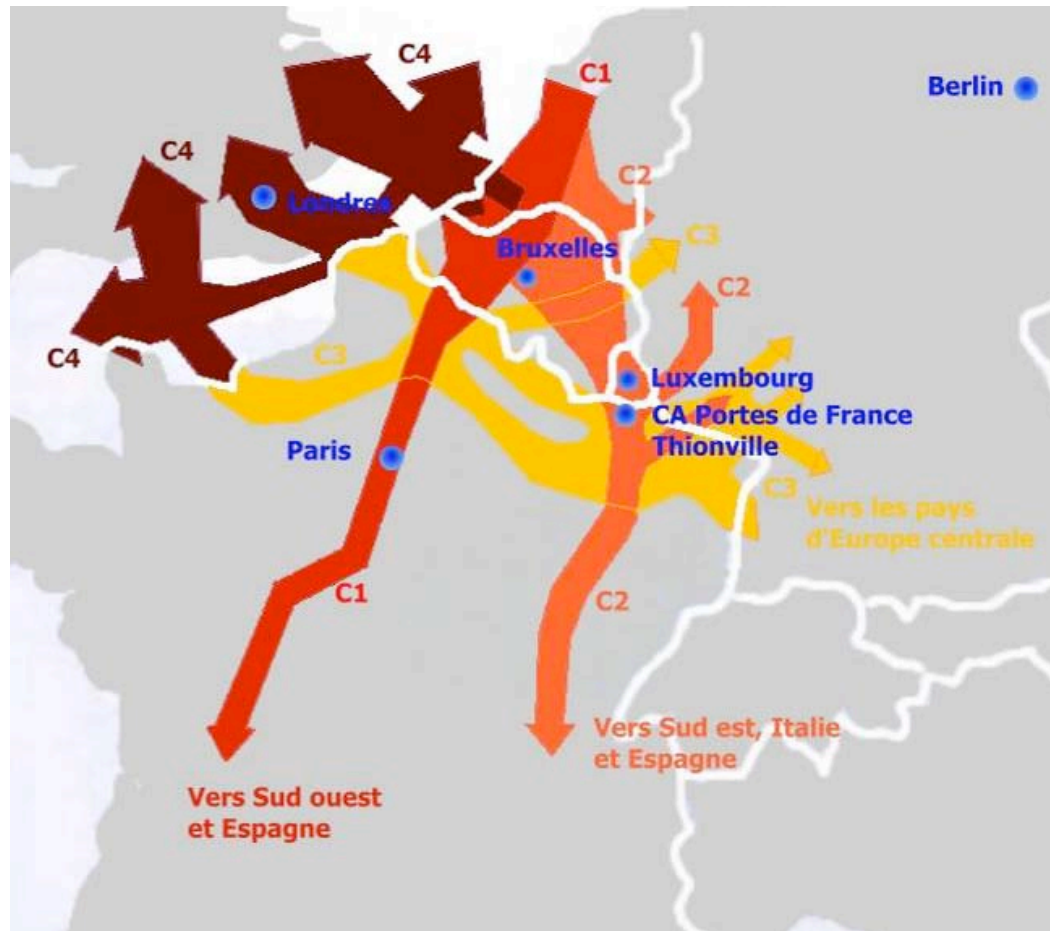 C4
C1
Berlin
C4
C2
Londres
C3
Bruxelles
C2
C4
C3
Luxembourg
CA Portes de France
Thionville
Paris
C3
Vers les pays
d'Europe centrale
C1
C2
Vers Sud est, Italie
et Espagne
Vers Sud ouest
et Espagne